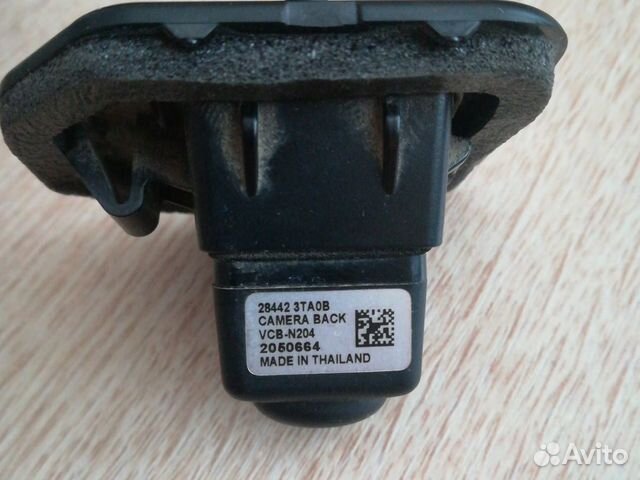 28442 3TA0B
CAMERA BACK
VCB-N204
2050664
MADE IN THAILAND
Avito